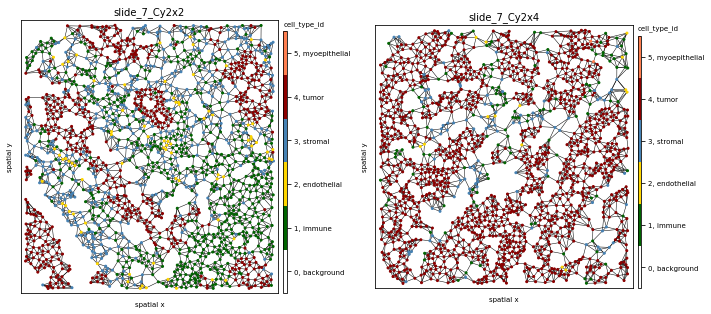 slide_7_Cy2x2
cell_type_id
5, myoepithelial
4, tumor
3, stromal
2, endothelial
1, immune
0, background
spatial y
spatial x
slide_7_Cy2x4
cell_type_id
5, myoepithelial
4, tumor
3, stromal
2, endothelial
1, immune
0, background
spatial y
spatial x